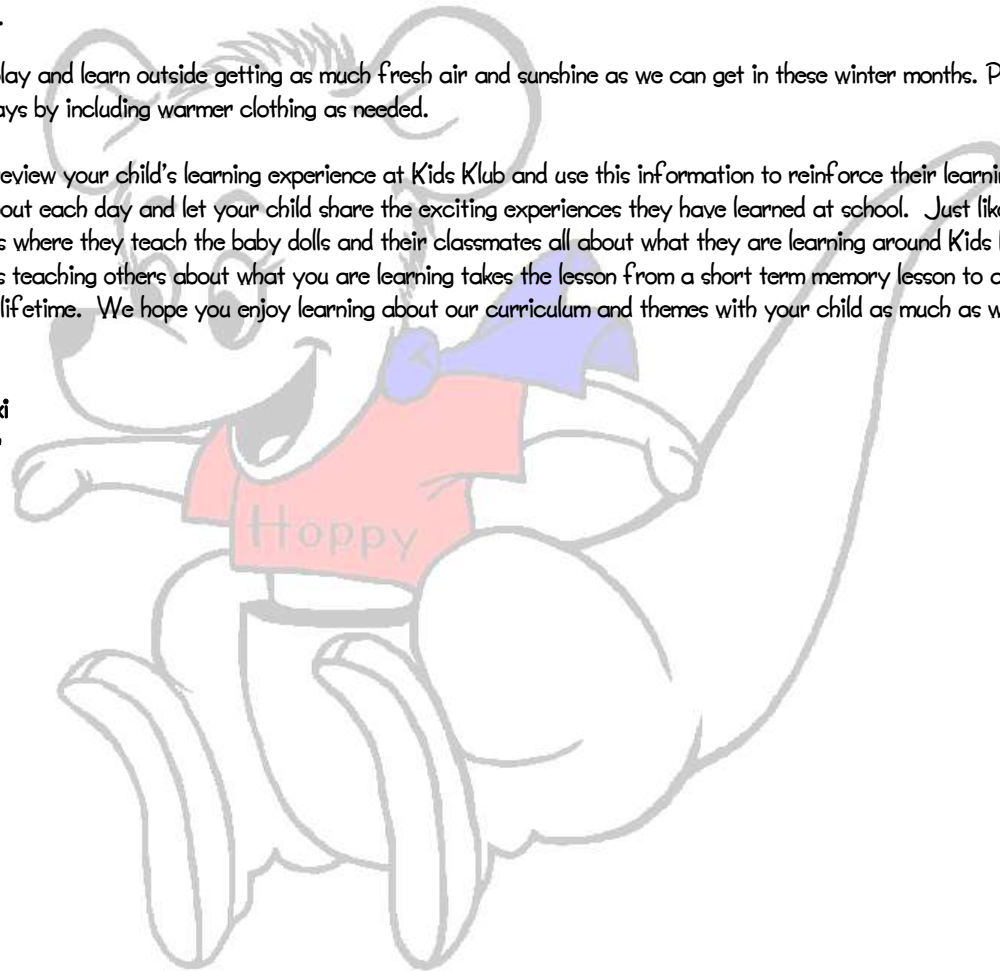 .
lay and learn outside getting as much fresh air and sunshine as we can get in these winter months. P
ays by including warmer clothing as needed.
eview your child's learning experience at Kids Klub and use this information to reinforce their learnin
out each day and let your child share the exciting experiences they have learned at school. Just lik
s where they teach the baby dolls and their classmates all about what they are learning around Kids
s teaching others about what you are learning takes the lesson from a short term memory lesson to
lifetime. We hope you enjoy learning about our curriculum and themes with your child as much as w
ki
Hoppy